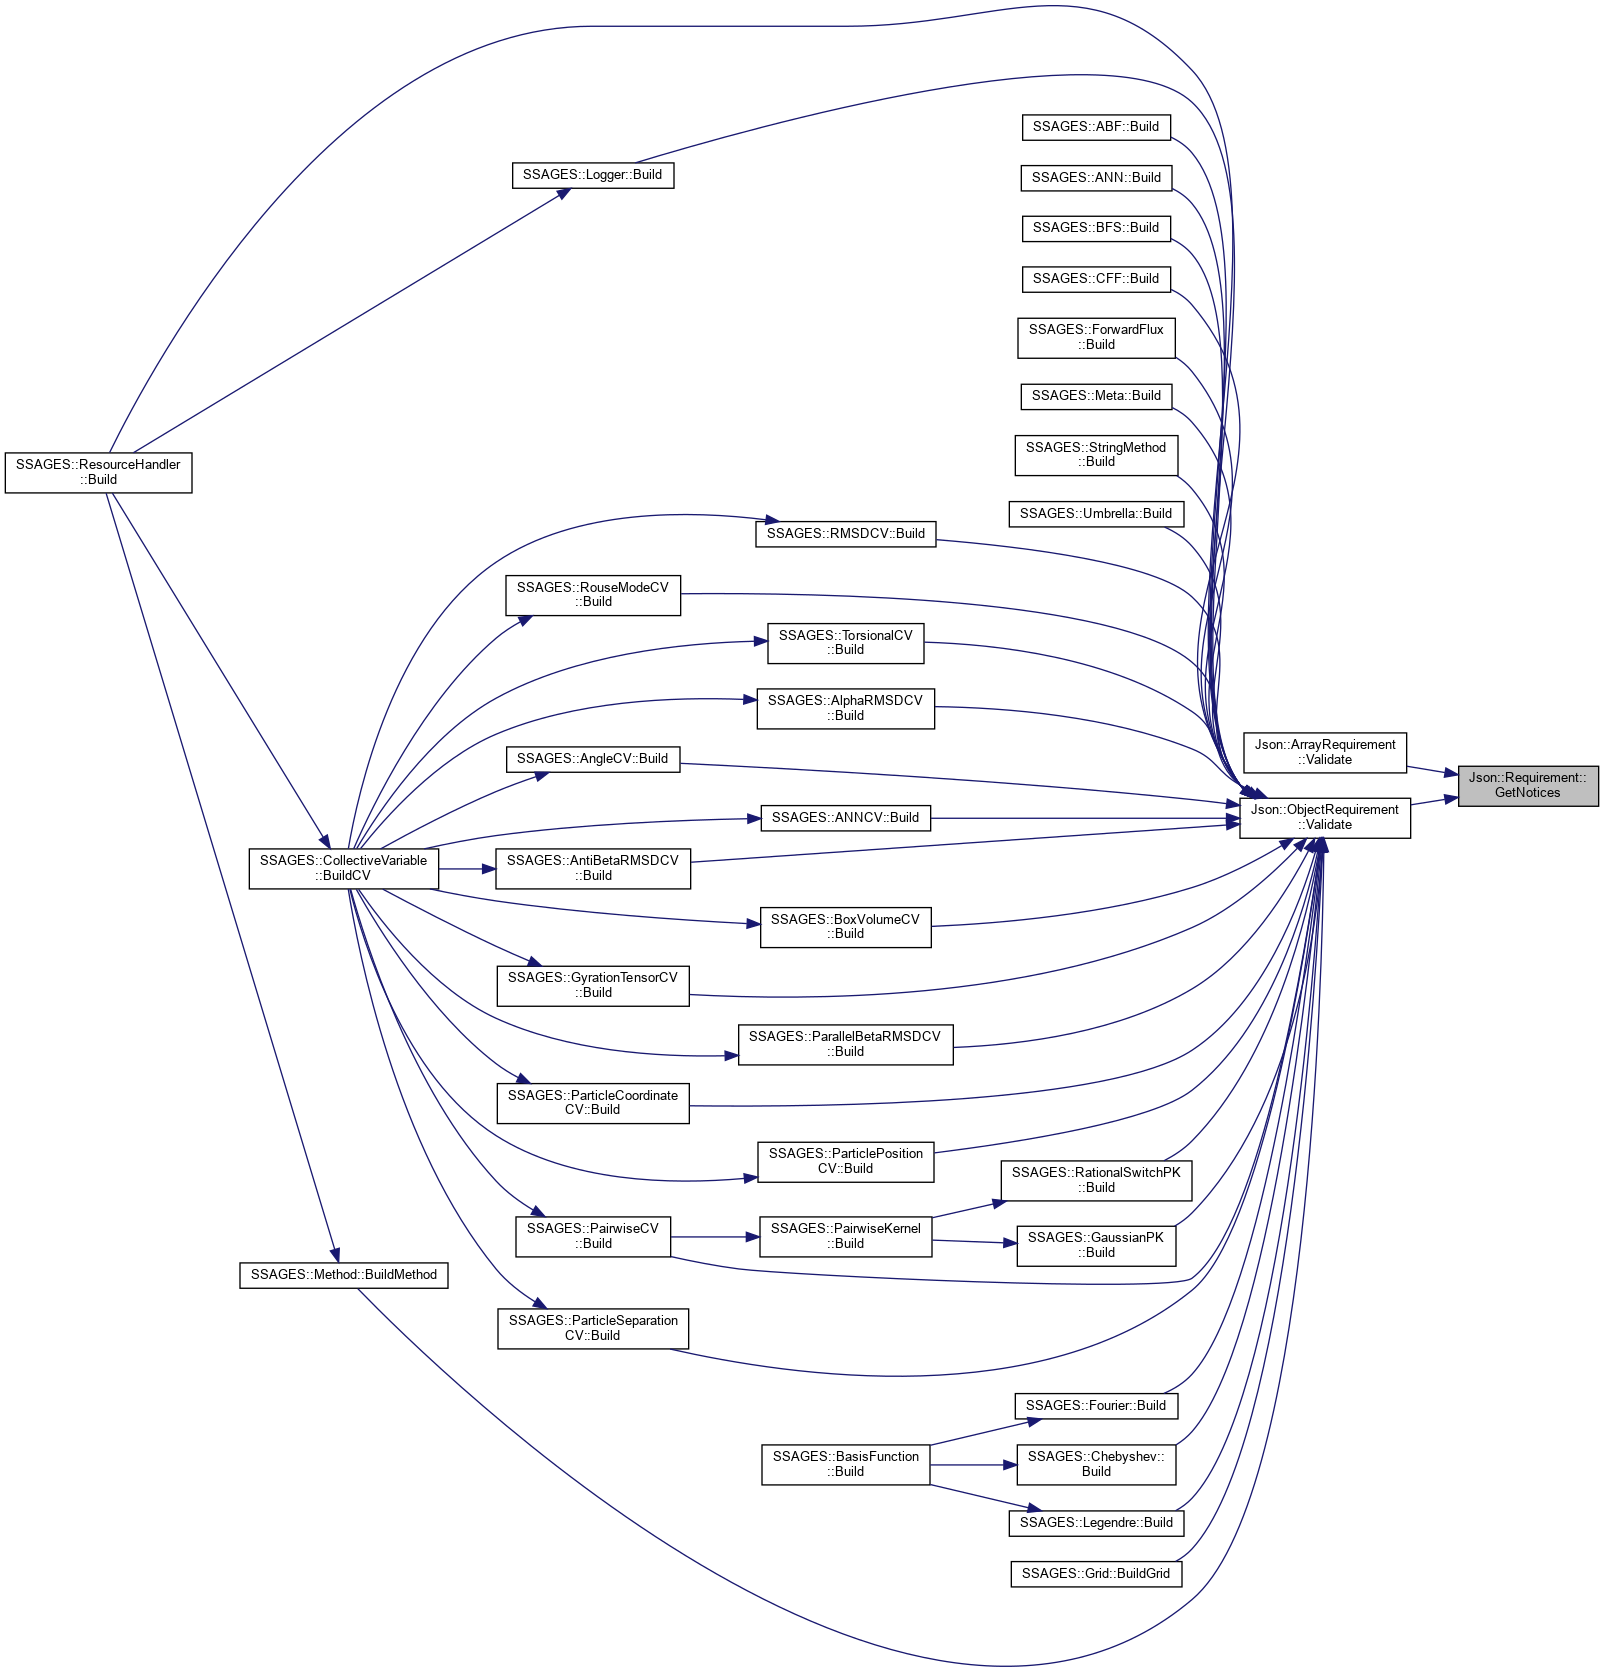 SSAGES::ABF::Build
SSAGES::Logger::Build
SSAGES::ANN::Build
SSAGES::BFS::Build
SSAGES::CFF::Build
SSAGES::ForwardFlux
::Build
SSAGES::Meta::Build
SSAGES::StringMethod
::Build
SSAGES::ResourceHandler
::Build
SSAGES::Umbrella::Build
SSAGES::RMSDCV::Build
SSAGES::RouseModeCV
::Build
SSAGES::TorsionalCV
::Build
SSAGES::AlphaRMSDCV
::Build
SSAGES::AngleCV::Build
Json::ArrayRequirement
::Validate
Json::Requirement::
GetNotices
Json::ObjectRequirement
::Validate
SSAGES::ANNCV::Build
SSAGES::CollectiveVariable
::BuildCV
SSAGES::AntiBetaRMSDCV
::Build
SSAGES::BoxVolumeCV
::Build
SSAGES::GyrationTensorCV
::Build
SSAGES::ParallelBetaRMSDCV
::Build
SSAGES::ParticleCoordinate
CV::Build
SSAGES::ParticlePosition
CV::Build
SSAGES::RationalSwitchPK
::Build
SSAGES::PairwiseCV
::Build
SSAGES::PairwiseKernel
::Build
SSAGES::GaussianPK
::Build
SSAGES::Method::BuildMethod
SSAGES::ParticleSeparation
CV::Build
SSAGES::Fourier::Build
SSAGES::BasisFunction
::Build
SSAGES::Chebyshev::
Build
SSAGES::Legendre::Build
SSAGES::Grid::BuildGrid